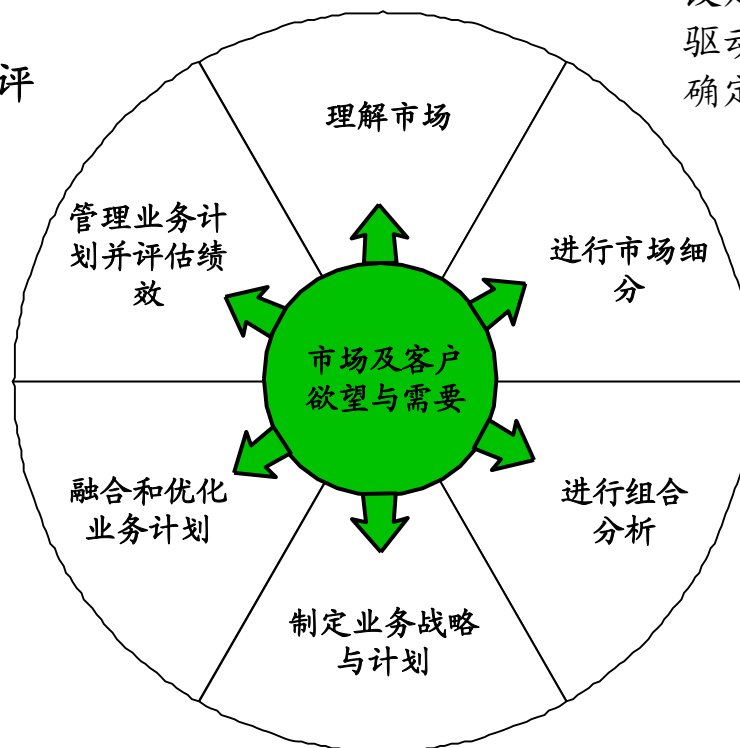 驱动
确定
评
理解市场
管理业务计
划并评估绩
效
进行市场细
分
市场及客户
欲望与需要
融合和优化
业务计划
进行组合
分析
制定业务战略
与计划